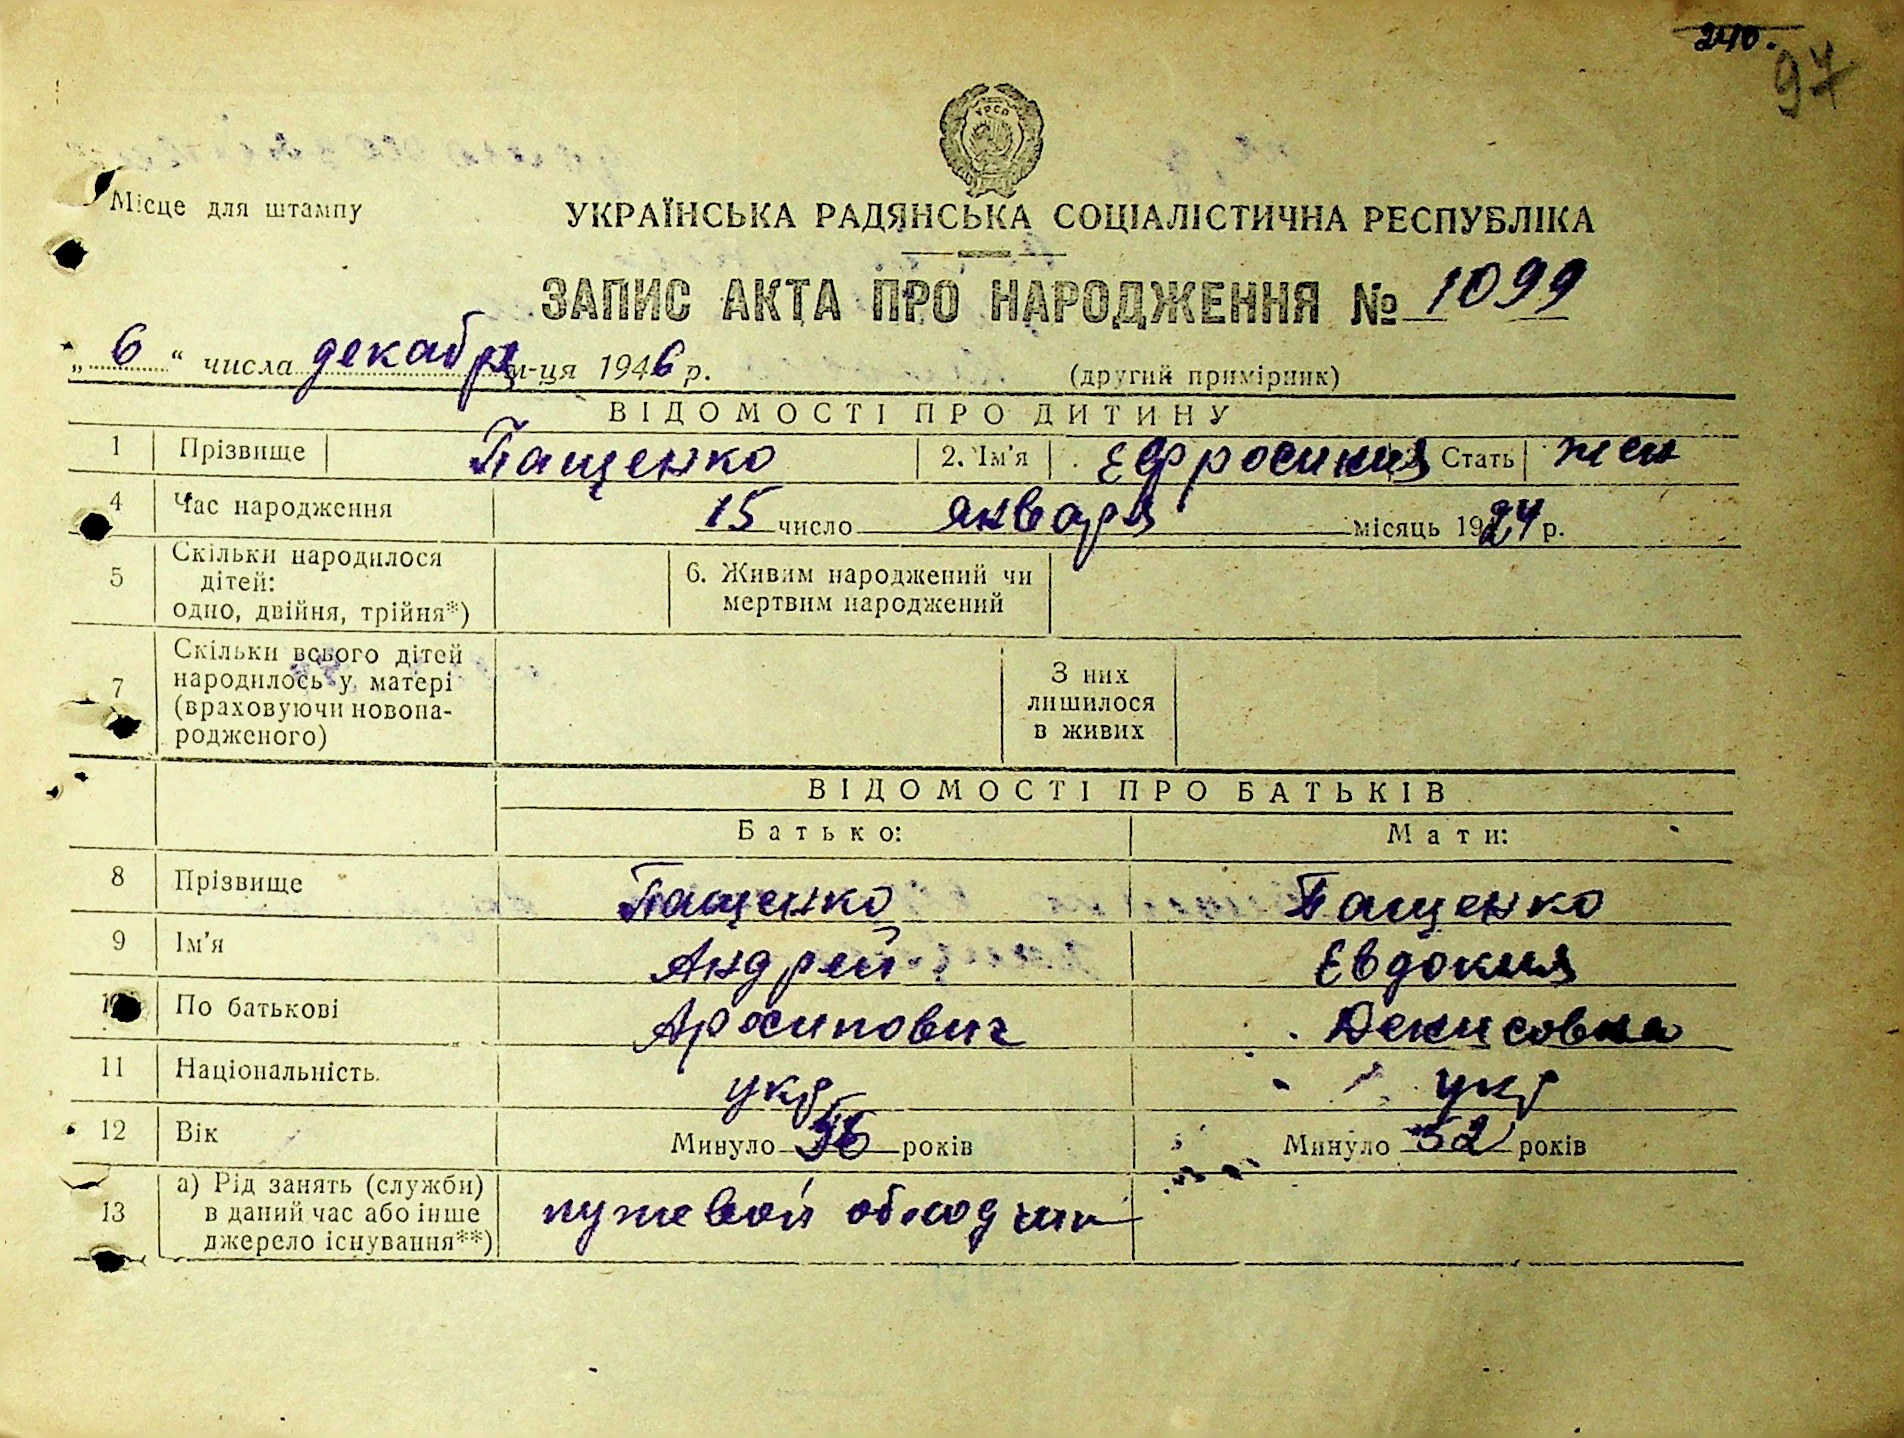 240.
97
УРСР
Місце для штампу
УКРАЇНСЬКА РАДЯНСЬКА СОЦІАЛІСТИЧНА РЕСПУБЛІКА
ЗАПИС АКТА ПРО НАРОДЖЕННЯ № 1099
„ 6 “ числа декабря м-ця 1946 р. (другий примірник)
ВІДОМОСТІ ПРО ДИТИНУ
1 Прізвище Пащенко 2. Ім'я Ефросиния Стать жен
4 Час народження 15 число января місяць 1924 р.
5 Скільки народилося
дітей:
одно, двійня, трійня*)
6. Живим народжений чи
мертвим народжений
7 Скільки всього дітей
народилось у матері
(враховуючи новона-
родженого)
З них
лишилося
в живих
ВІДОМОСТІ ПРО БАТЬКІВ
Батько: Мати:
8 Прізвище Пащенко Пащенко
9 Ім'я Андрей Евдокия
10 По батькові Аросипович Денисовна
11 Національність. укр укр
12 Вік Минуло 56 років Минуло 52 років
13 а) Рід занять (служби)
в даний час або інше
джерело існування**)
путевой обходчик